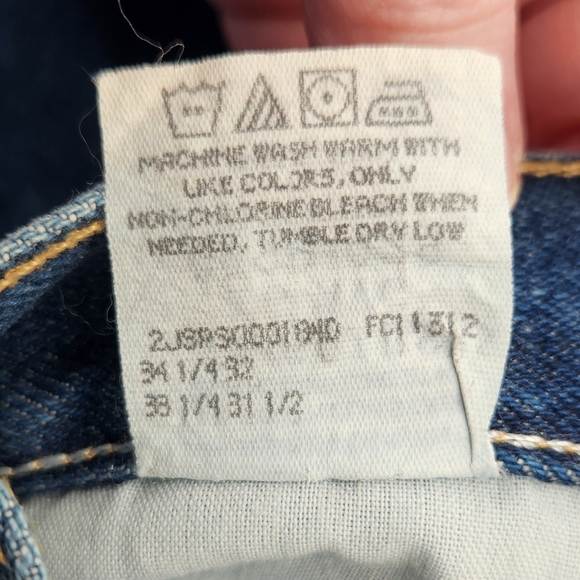 MACHINE WASH WARM WITH
LIKE COLORS, ONLY
NON-CHLORINE BLEACH WHEN
NEEDED, TUMBLE DRY LOW
34 1/4 32
38 1/4 31 1/2